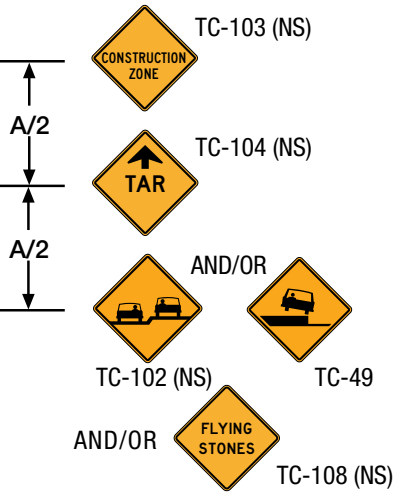 TC-103 (NS)
CONSTRUCTION
ZONE
A/2
TC-104 (NS)
TAR
A/2
AND/OR
TC-102 (NS)
TC-49
AND/OR
FLYING
STONES
TC-108 (NS)